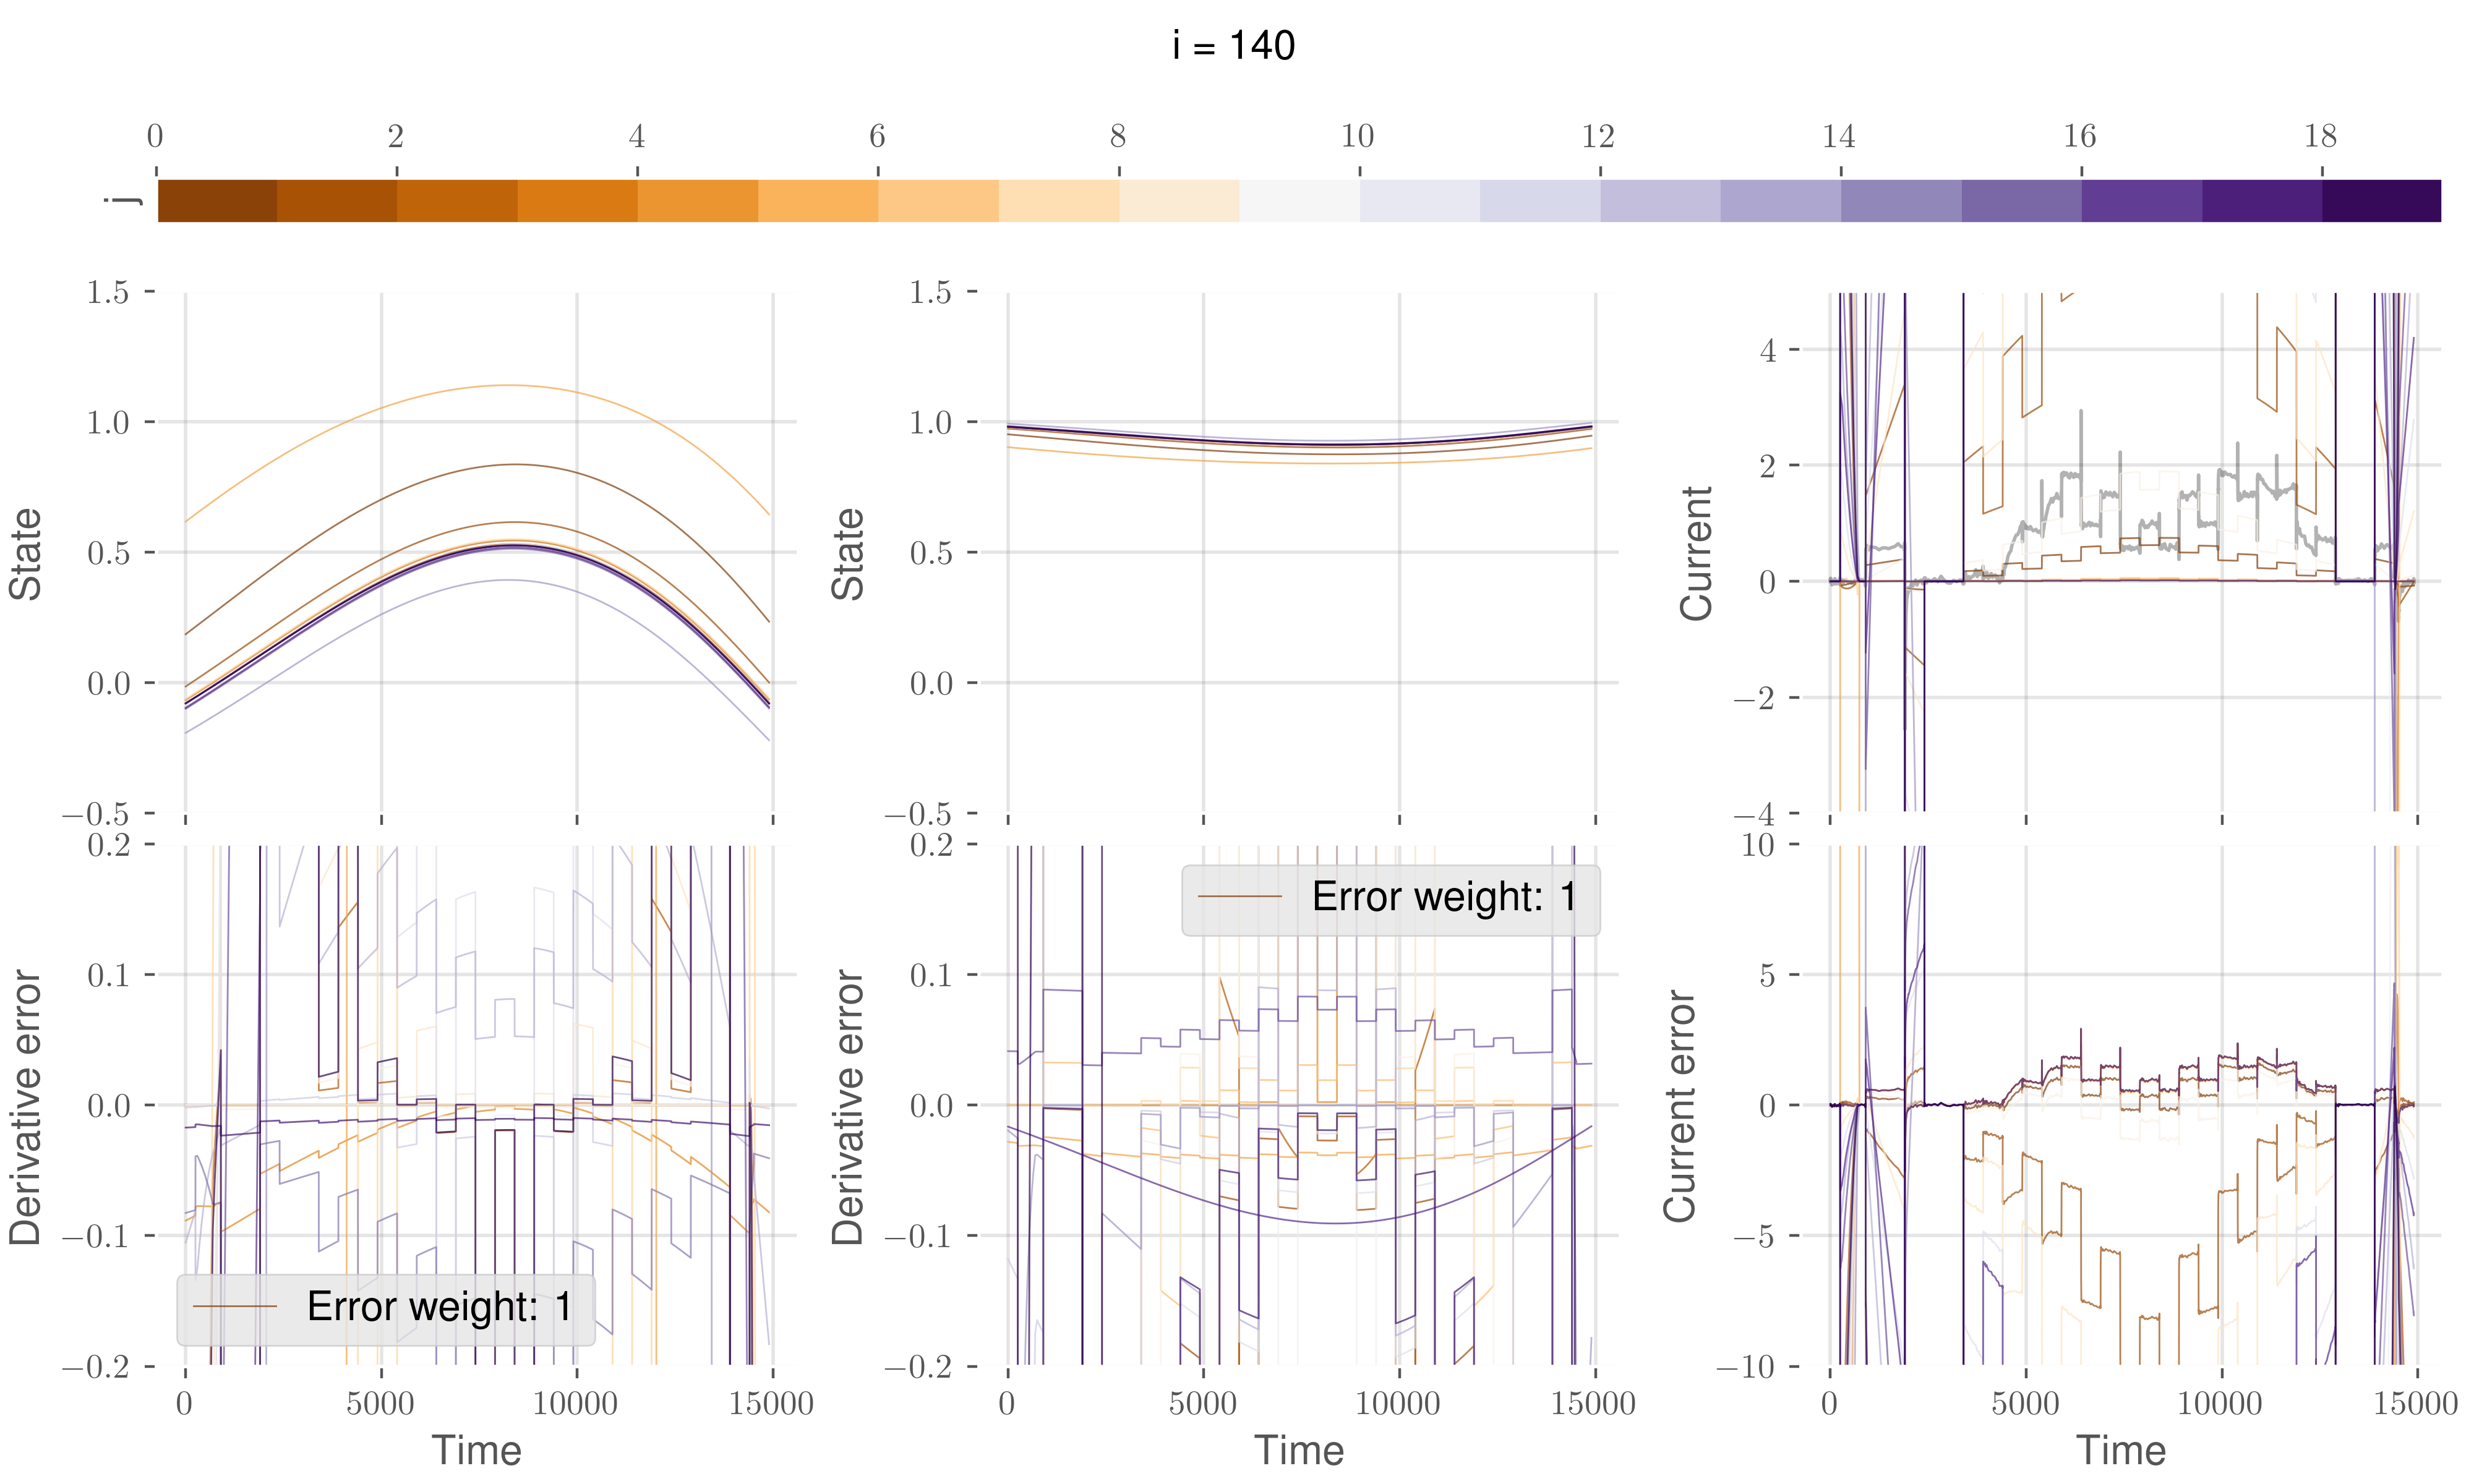 i = 140
0 2 4 6 8 10 12 14 16 18
j
1.5 1.0 0.5 0.0 −0.5
State
1.5 1.0 0.5 0.0 −0.5
State
4 2 0 −2 −4
Current
0.2 0.1 0.0 −0.1 −0.2
Derivative error
Error weight: 1
0 5000 10000 15000
Time
0.2 0.1 0.0 −0.1 −0.2
Derivative error
Error weight: 1
0 5000 10000 15000
Time
10 5 0 −5 −10
Current error
0 5000 10000 15000
Time